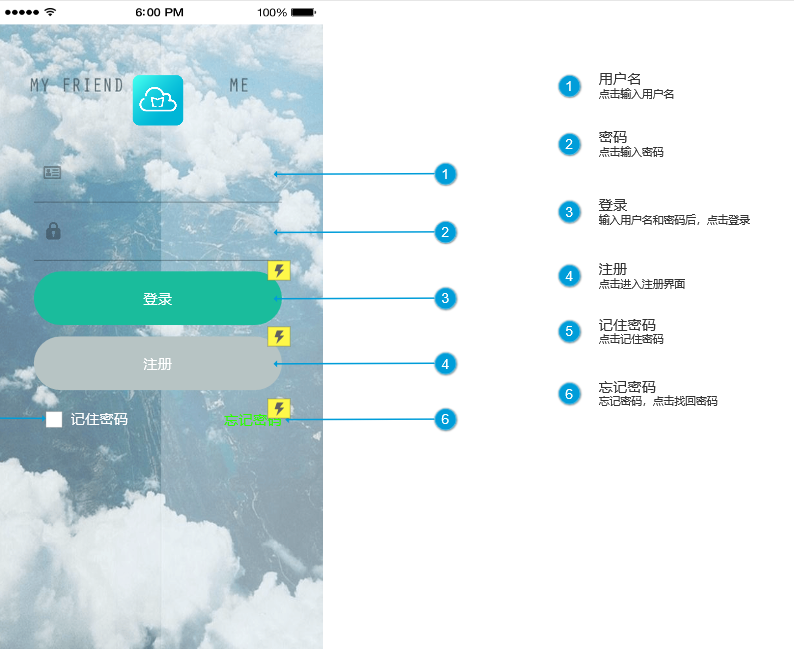 6:00 PM
100%
MY FRIEND
ME
登录
注册
记住密码
忘记密码
1
2
3
4
6
1
用户名
点击输入用户名
2
密码
点击输入密码
3
登录
输入用户名和密码后，点击登录
4
注册
点击进入注册界面
5
记住密码
点击记住密码
6
忘记密码
忘记密码，点击找回密码